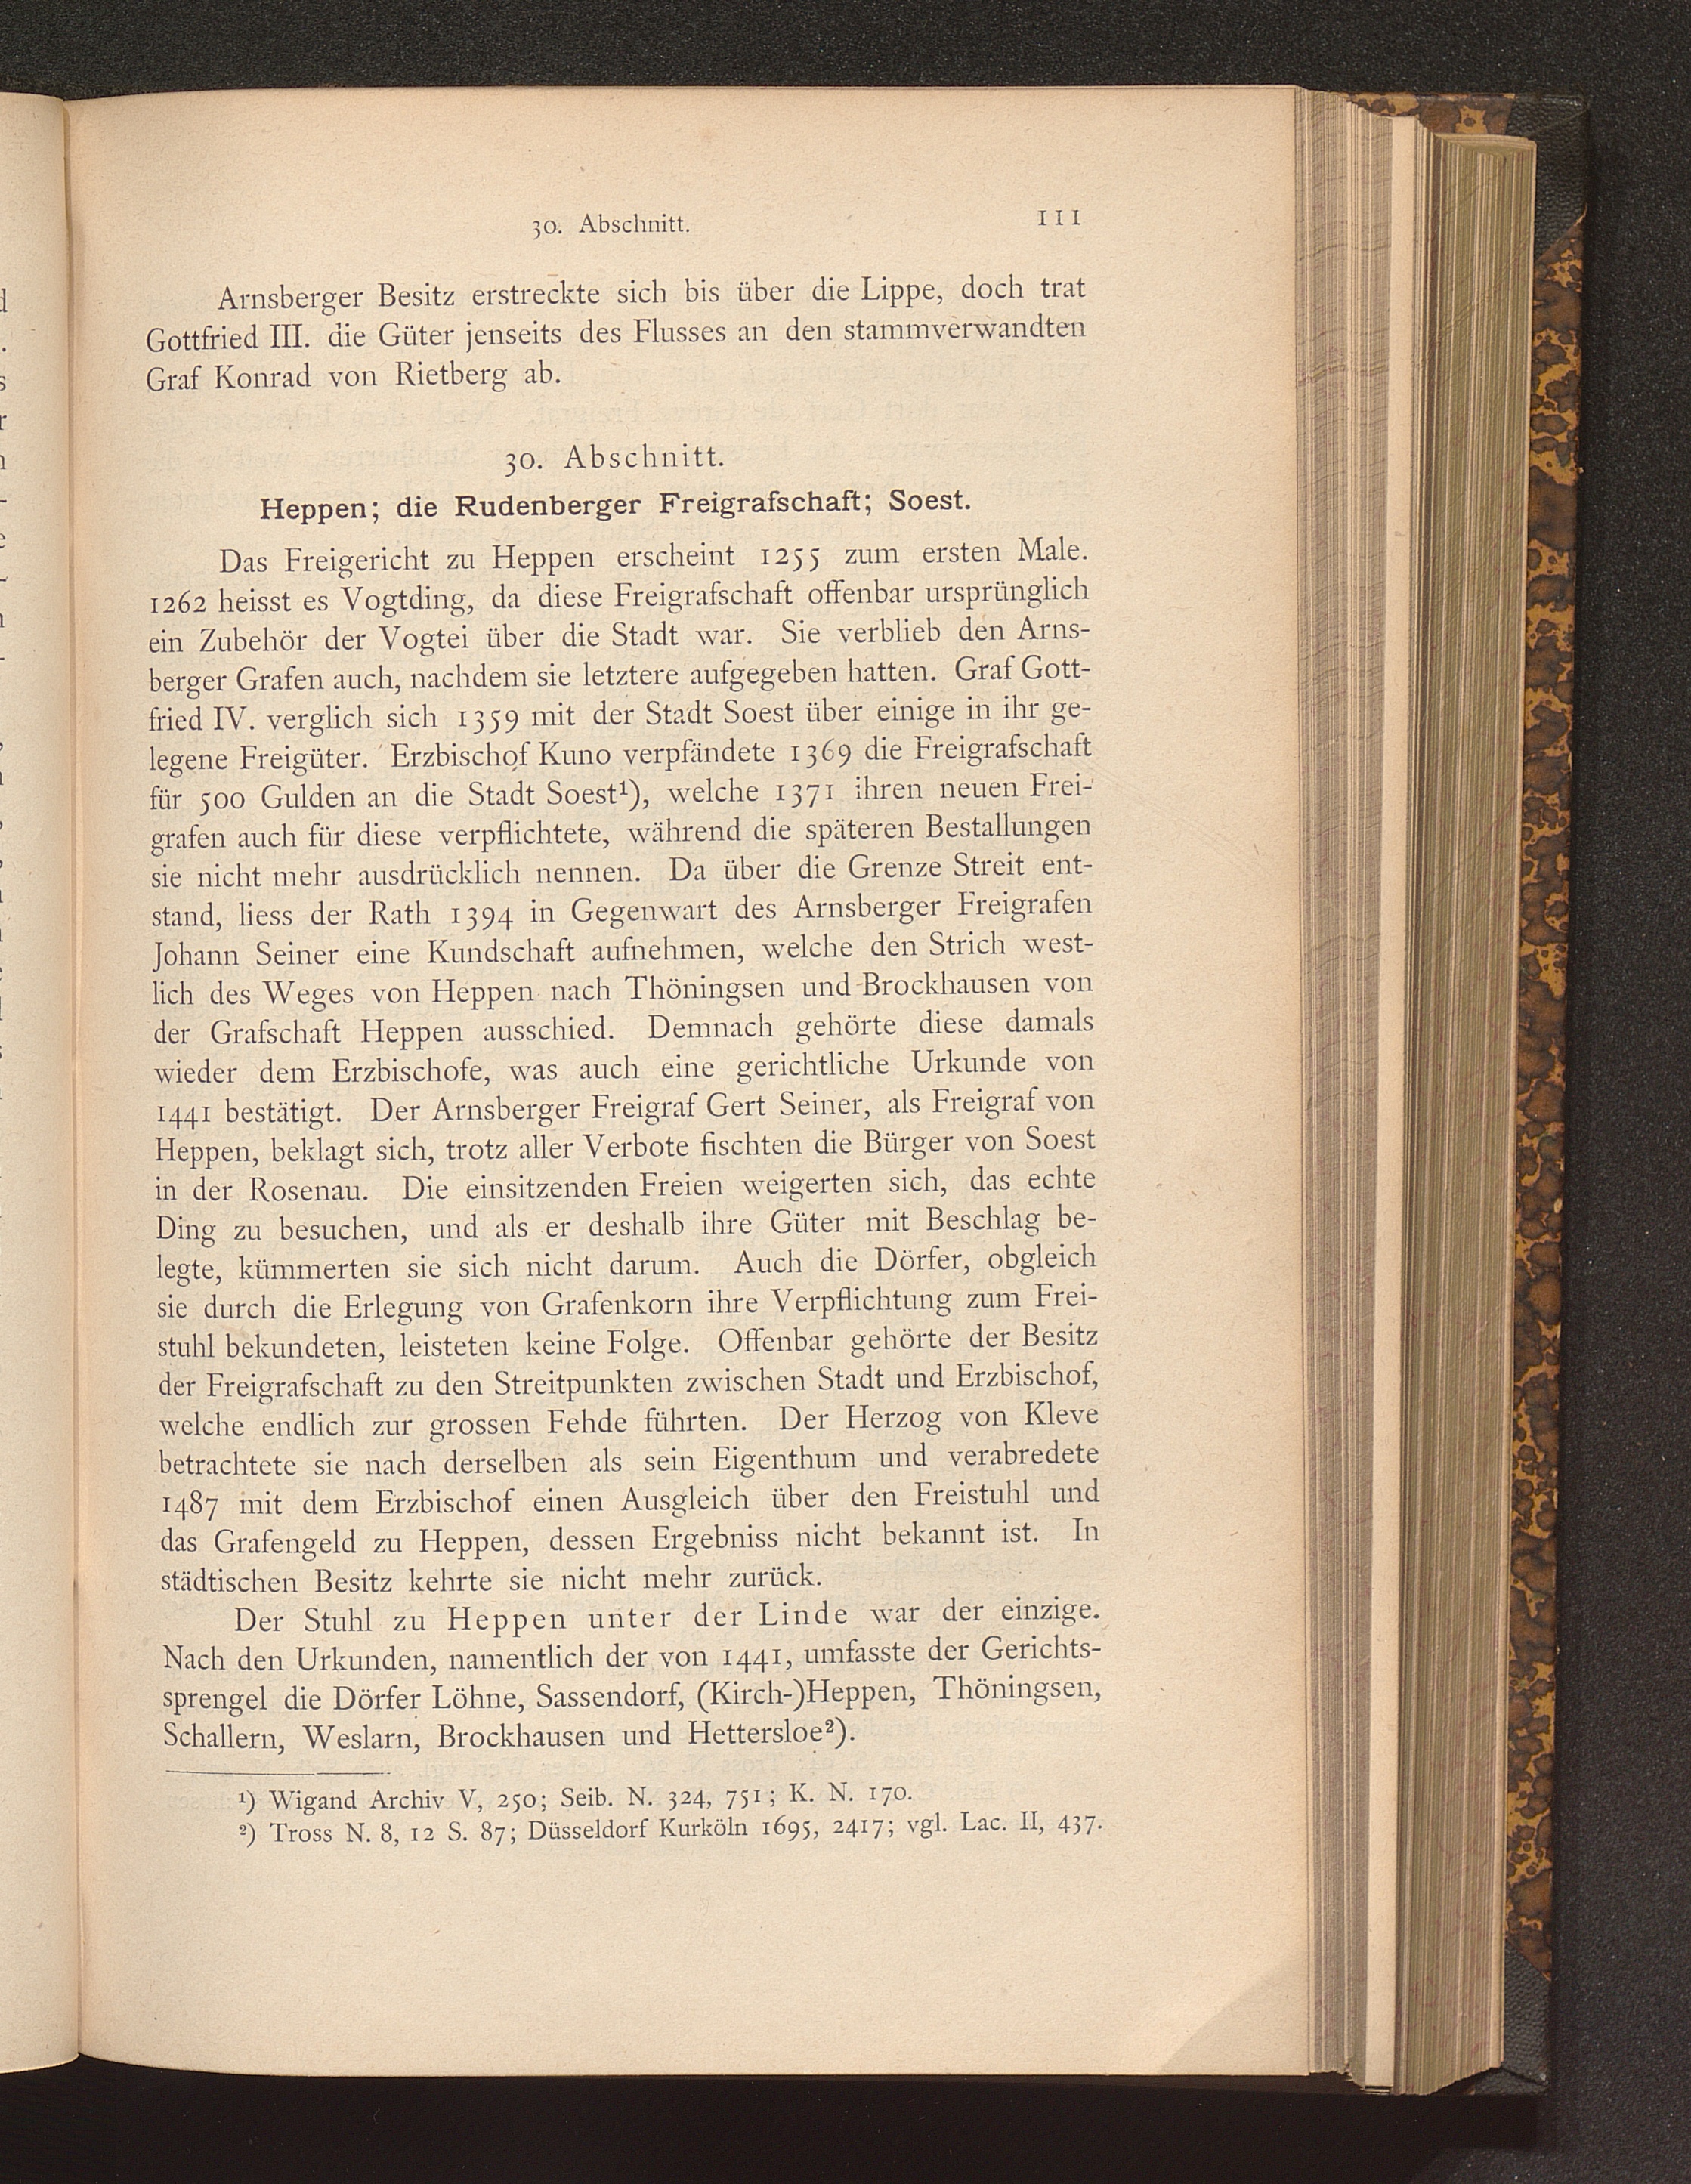 30. Abschnitt. 111
Arnsberger Besitz erstreckte sich bis über die Lippe, doch trat
Gottfried III. die Güter jenseits des Flusses an den stammverwandten
Graf Konrad von Rietberg ab.
30. Abschnitt.
Heppen; die Rudenberger Freigrafschaft; Soest.
Das Freigericht zu Heppen erscheint 1255 zum ersten Male.
1262 heisst es Vogtding, da diese Freigrafschaft offenbar ursprünglich
ein Zubehör der Vogtei über die Stadt war. Sie verblieb den Arns-
berger Grafen auch, nachdem sie letztere aufgegeben hatten. Graf Gott-
fried IV. verglich sich 1359 mit der Stadt Soest über einige in ihr ge-
legene Freigüter. Erzbischof Kuno verpfändete 1369 die Freigrafschaft
für 500 Gulden an die Stadt Soest¹), welche 1371 ihren neuen Frei-
grafen auch für diese verpflichtete, während die späteren Bestallungen
sie nicht mehr ausdrücklich nennen. Da über die Grenze Streit ent-
stand, liess der Rath 1394 in Gegenwart des Arnsberger Freigrafen
Johann Seiner eine Kundschaft aufnehmen, welche den Strich west-
lich des Weges von Heppen nach Thöningsen und Brockhausen von
der Grafschaft Heppen ausschied. Demnach gehörte diese damals
wieder dem Erzbischofe, was auch eine gerichtliche Urkunde von
1441 bestätigt. Der Arnsberger Freigraf Gert Seiner, als Freigraf von
Heppen, beklagt sich, trotz aller Verbote fischten die Bürger von Soest
in der Rosenau. Die einsitzenden Freien weigerten sich, das echte
Ding zu besuchen, und als er deshalb ihre Güter mit Beschlag be-
legte, kümmerten sie sich nicht darum. Auch die Dörfer, obgleich
sie durch die Erlegung von Grafenkorn ihre Verpflichtung zum Frei-
stuhl bekundeten, leisteten keine Folge. Offenbar gehörte der Besitz
der Freigrafschaft zu den Streitpunkten zwischen Stadt und Erzbischof,
welche endlich zur grossen Fehde führten. Der Herzog von Kleve
betrachtete sie nach derselben als sein Eigenthum und verabredete
1487 mit dem Erzbischof einen Ausgleich über den Freistuhl und
das Grafengeld zu Heppen, dessen Ergebniss nicht bekannt ist. In
städtischen Besitz kehrte sie nicht mehr zurück.
Der Stuhl zu Heppen unter der Linde war der einzige.
Nach den Urkunden, namentlich der von 1441, umfasste der Gerichts-
sprengel die Dörfer Löhne, Sassendorf, (Kirch-)Heppen, Thöningsen,
Schallern, Weslarn, Brockhausen und Hettersloe²).
¹) Wigand Archiv V, 250; Seib. N. 324, 751; K. N. 170.
²) Tross N. 8, 12 S. 87; Düsseldorf Kurköln 1695, 2417; vgl. Lac. II, 437.